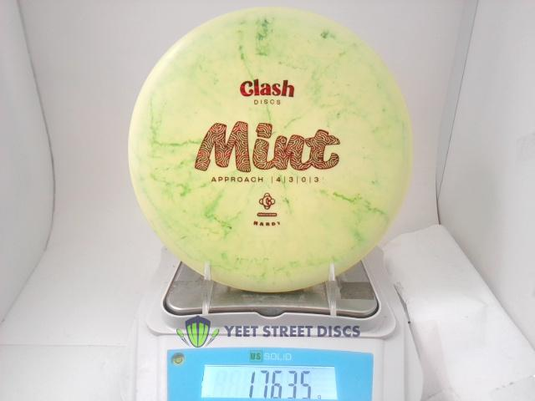 Clash
DISCS
Mint
APPROACH |4|3|0|3
HARDY
YEET STREET DISCS
US SOLID
176.35 g